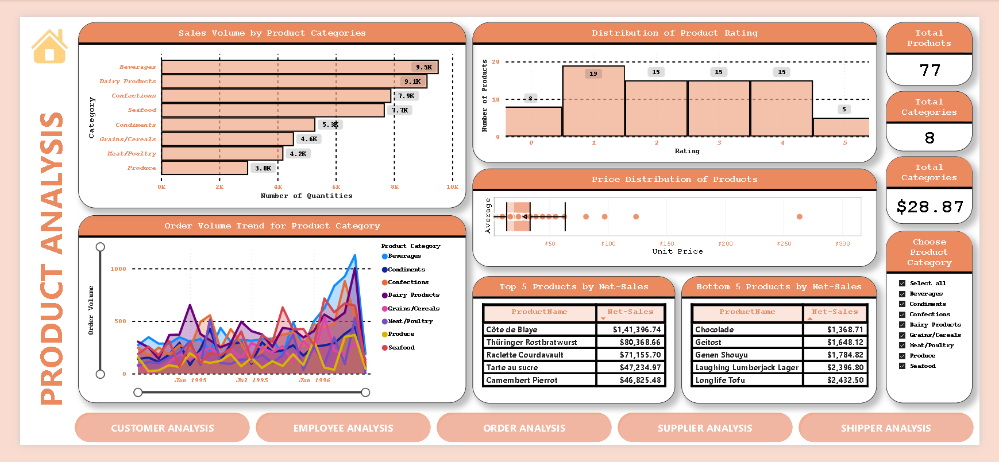 PRODUCT ANALYSIS
Sales Volume by Product Categories
Category
Beverages 9.5K
Dairy Products 9.1K
Confections 7.9K
Seafood 7.7K
Condiments 5.3K
Grains/Cereals 4.6K
Meat/Poultry 4.2K
Produce 3.0K
0K 2K 4K 6K 8K 10K
Number of Quantities
Order Volume Trend for Product Category
Order Volume
1000
500
0
Jan 1995 Jul 1995 Jan 1996
Product Category
Beverages
Condiments
Confections
Dairy Products
Grains/Cereals
Meat/Poultry
Produce
Seafood
Distribution of Product Rating
Number of Products
20
10
0
8 19 15 15 15 5
0 1 2 3 4 5
Rating
Price Distribution of Products
Average
$50 $100 $150 $200 $250 $300
Unit Price
Top 5 Products by Net-Sales
ProductName Net-Sales
Côte de Blaye $1,41,396.74
Thüringer Rostbratwurst $80,368.66
Raclette Courdavault $71,155.70
Tarte au sucre $47,234.97
Camembert Pierrot $46,825.48
Bottom 5 Products by Net-Sales
ProductName Net-Sales
Chocolade $1,368.71
Geitost $1,648.12
Genen Shouyu $1,784.82
Laughing Lumberjack Lager $2,396.80
Longlife Tofu $2,432.50
Total
Products
77
Total
Categories
8
Total
Categories
$28.87
Choose
Product
Category
Select all
Beverages
Condiments
Confections
Dairy Products
Grains/Cereals
Meat/Poultry
Produce
Seafood
CUSTOMER ANALYSIS
EMPLOYEE ANALYSIS
ORDER ANALYSIS
SUPPLIER ANALYSIS
SHIPPER ANALYSIS